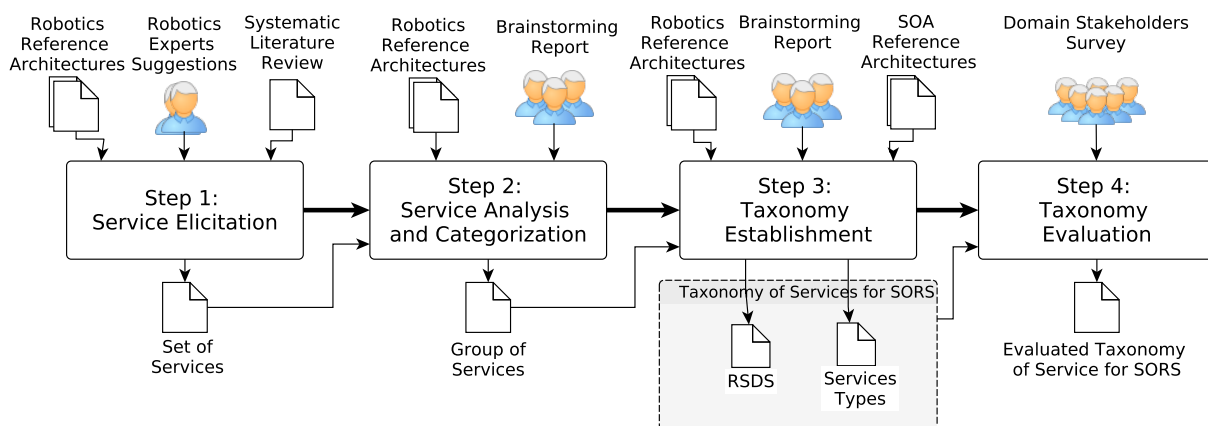 Robotics
Reference
Architectures
Robotics
Experts
Suggestions
Systematic
Literature
Review
Robotics
Reference
Architectures
Brainstorming
Report
Robotics
Reference
Architectures
Brainstorming
Report
SOA
Reference
Architectures
Domain Stakeholders
Survey
Step 1:
Service Elicitation
Step 2:
Service Analysis
and Categorization
Step 3:
Taxonomy
Establishment
Step 4:
Taxonomy
Evaluation
Set of
Services
Group of
Services
Taxonomy of Services for SORS
RSDS
Services
Types
Evaluated Taxonomy
of Service for SORS